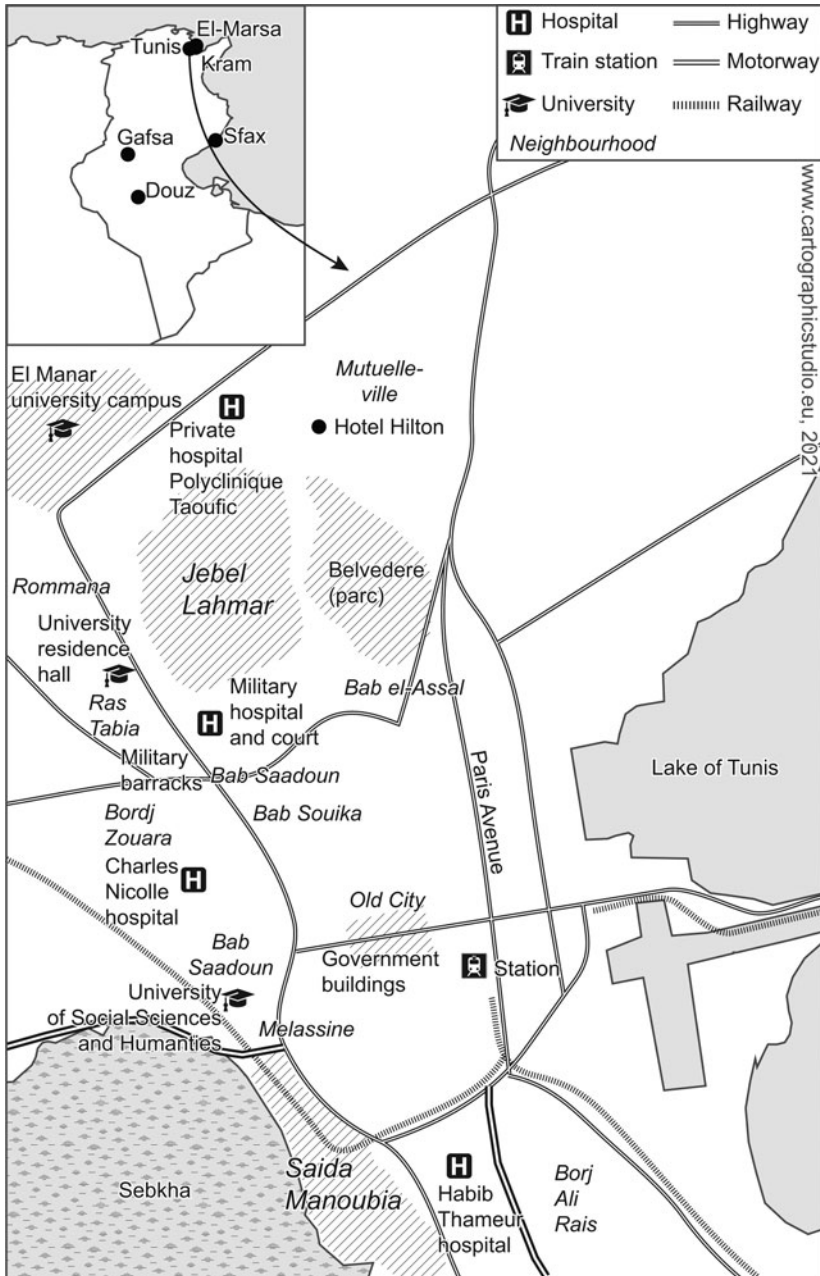 El-Marsa
Tunis
Kram
Gafsa
Sfax
Douz
Hospital
Highway
Train station
Motorway
University
Railway
Neighbourhood
www.cartographicstudio.eu, 2021
El Manar
university campus
Mutuelle-
ville
Hotel Hilton
Private
hospital
Polyclinique
Taoufic
Jebel
Lahmar
Belvedere
(parc)
Rommana
University
residence
hall
Ras
Tabia
Military
hospital
and court
Bab el-Assal
Military
barracks
Bab Saadoun
Bab Souika
Paris Avenue
Lake of Tunis
Bordj
Zouara
Charles
Nicolle
hospital
Old City
Bab
Saadoun
Government
buildings
Station
University
of Social Sciences
and Humanties
Melassine
Sebkha
Saida
Manoubia
Habib
Thameur
hospital
Borj
Ali
Rais